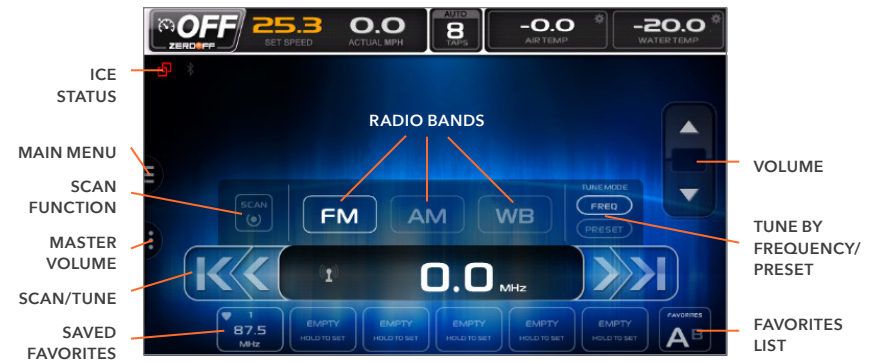 OFF
ZEROOFF
25.3
SET SPEED
0.0
ACTUAL MPH
AUTO
8
TAPS
-0.0
AIR TEMP
-20.0
WATER TEMP
ICE
STATUS
MAIN MENU
SCAN
FUNCTION
MASTER
VOLUME
SCAN/TUNE
SAVED
FAVORITES
RADIO BANDS
SCAN
FM
AM
WB
TUNE MODE
FREQ
PRESET
0.0 MHz
1
87.5
MHz
EMPTY
HOLD TO SET
EMPTY
HOLD TO SET
EMPTY
HOLD TO SET
EMPTY
HOLD TO SET
EMPTY
HOLD TO SET
FAVORITES
AB
VOLUME
TUNE BY
FREQUENCY/
PRESET
FAVORITES
LIST